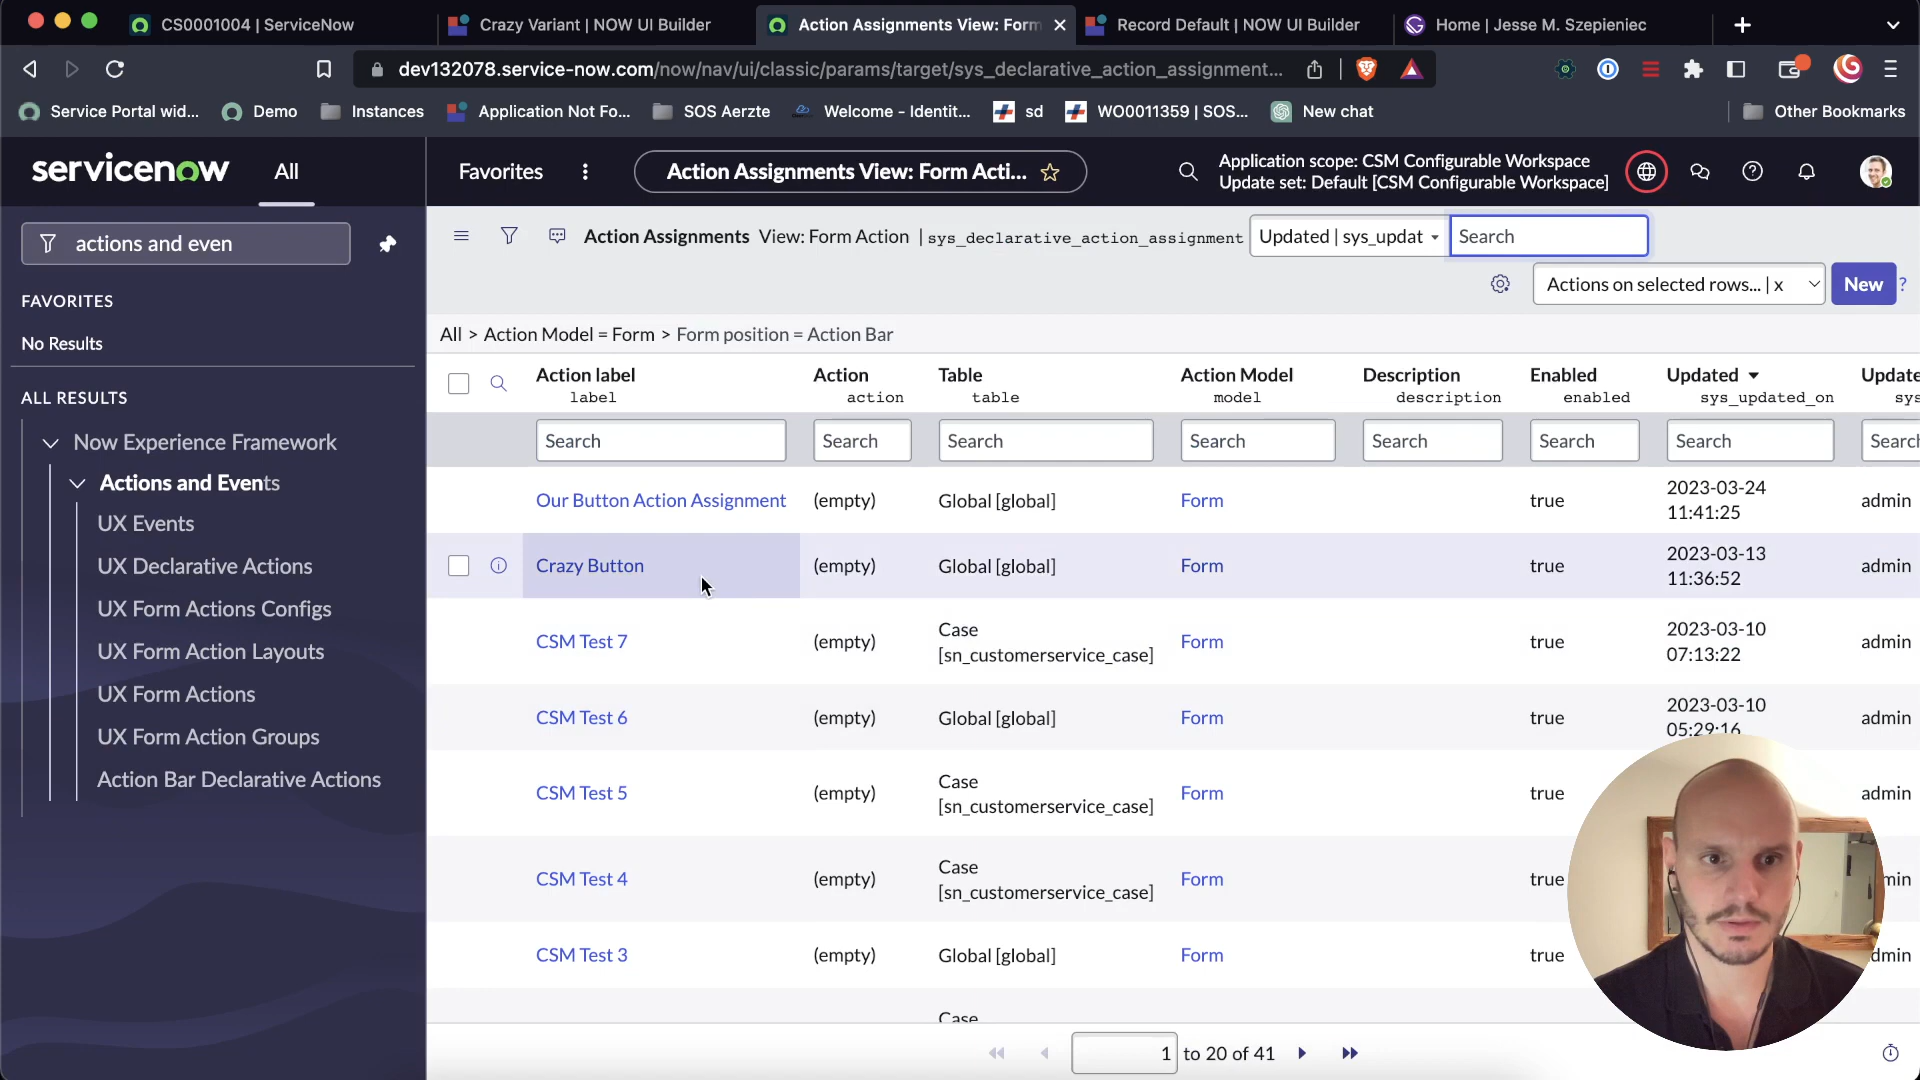 CS0001004 | ServiceNow
Crazy Variant | NOW UI Builder
Action Assignments View: Form
Record Default | NOW UI Builder
Home | Jesse M. Szepieniec
dev132078.service-now.com/now/nav/ui/classic/params/target/sys_declarative_action_assignment...
Service Portal wid...
Demo
Instances
Application Not Fo...
SOS Aerzte
Welcome - Identit...
sd
WO0011359 | SOS...
New chat
Other Bookmarks
servicenow
All
Favorites
Action Assignments View: Form Acti...
Application scope: CSM Configurable Workspace
Update set: Default [CSM Configurable Workspace]
actions and even
FAVORITES
No Results
ALL RESULTS
Now Experience Framework
Actions and Events
UX Events
UX Declarative Actions
UX Form Actions Configs
UX Form Action Layouts
UX Form Actions
UX Form Action Groups
Action Bar Declarative Actions
Action Assignments View: Form Action | sys_declarative_action_assignment
Updated | sys_updat
Search
Actions on selected rows... | x
New
?
All > Action Model = Form > Form position = Action Bar
Action label Action Table Action Model Description Enabled Updated Update
label action table model description enabled sys_updated_on sys
Search Search Search Search Search Search Search Search
Our Button Action Assignment (empty) Global [global] Form true 2023-03-24 11:41:25 admin
Crazy Button (empty) Global [global] Form true 2023-03-13 11:36:52 admin
CSM Test 7 (empty) Case [sn_customerservice_case] Form true 2023-03-10 07:13:22 admin
CSM Test 6 (empty) Global [global] Form true 2023-03-10 05:29:16 admin
CSM Test 5 (empty) Case [sn_customerservice_case] Form true admin
CSM Test 4 (empty) Case [sn_customerservice_case] Form true min
CSM Test 3 (empty) Global [global] Form true dmin
Case
1 to 20 of 41